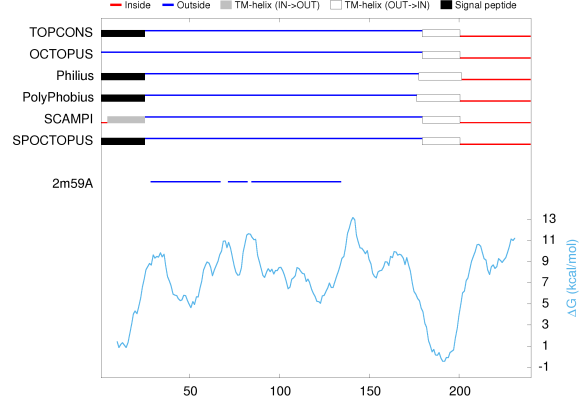 Inside Outside TM-helix (IN->OUT) TM-helix (OUT->IN) Signal peptide
TOPCONS
OCTOPUS
Philius
PolyPhobius
SCAMPI
SPOCTOPUS
2m59A
13
11
9
7
5
3
1
-1
ΔG (kcal/mol)
50 100 150 200